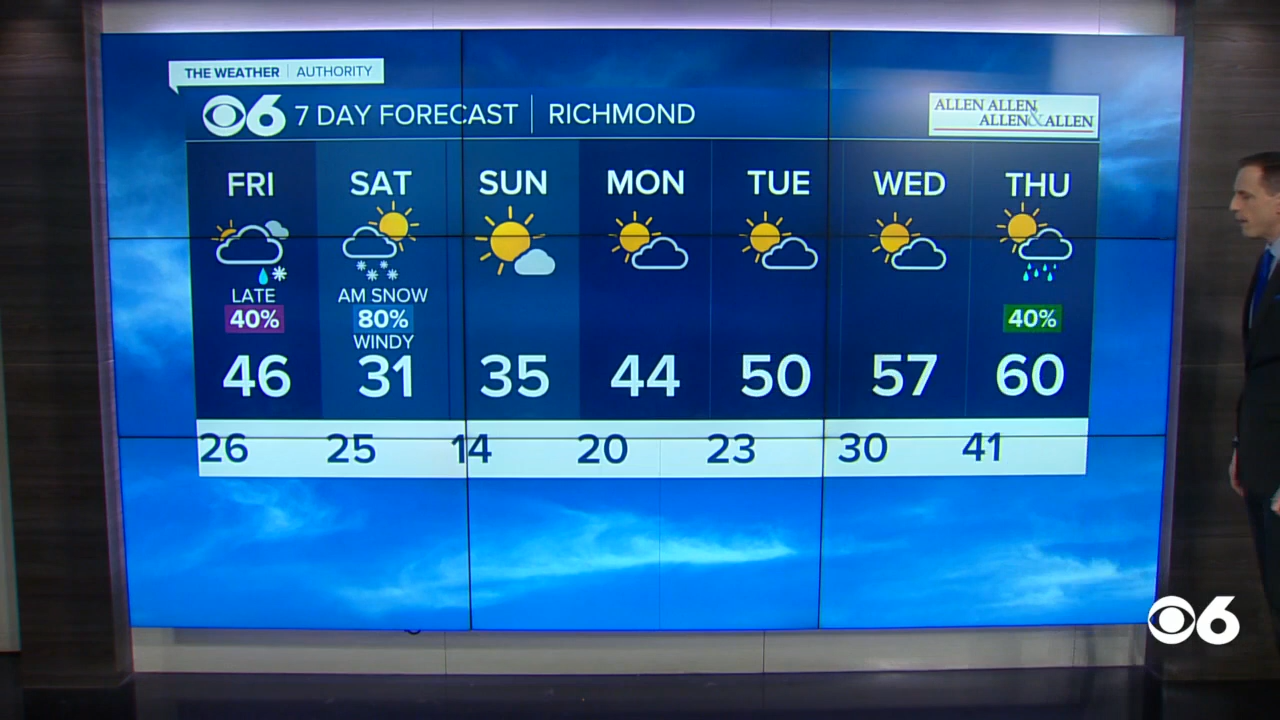 THE WEATHER | AUTHORITY
6 7 DAY FORECAST | RICHMOND
ALLEN ALLEN
ALLEN & ALLEN
FRI SAT SUN MON TUE WED THU
LATE AM SNOW
40% 80% 40%
WINDY
46 31 35 44 50 57 60
26 25 14 20 23 30 41
6